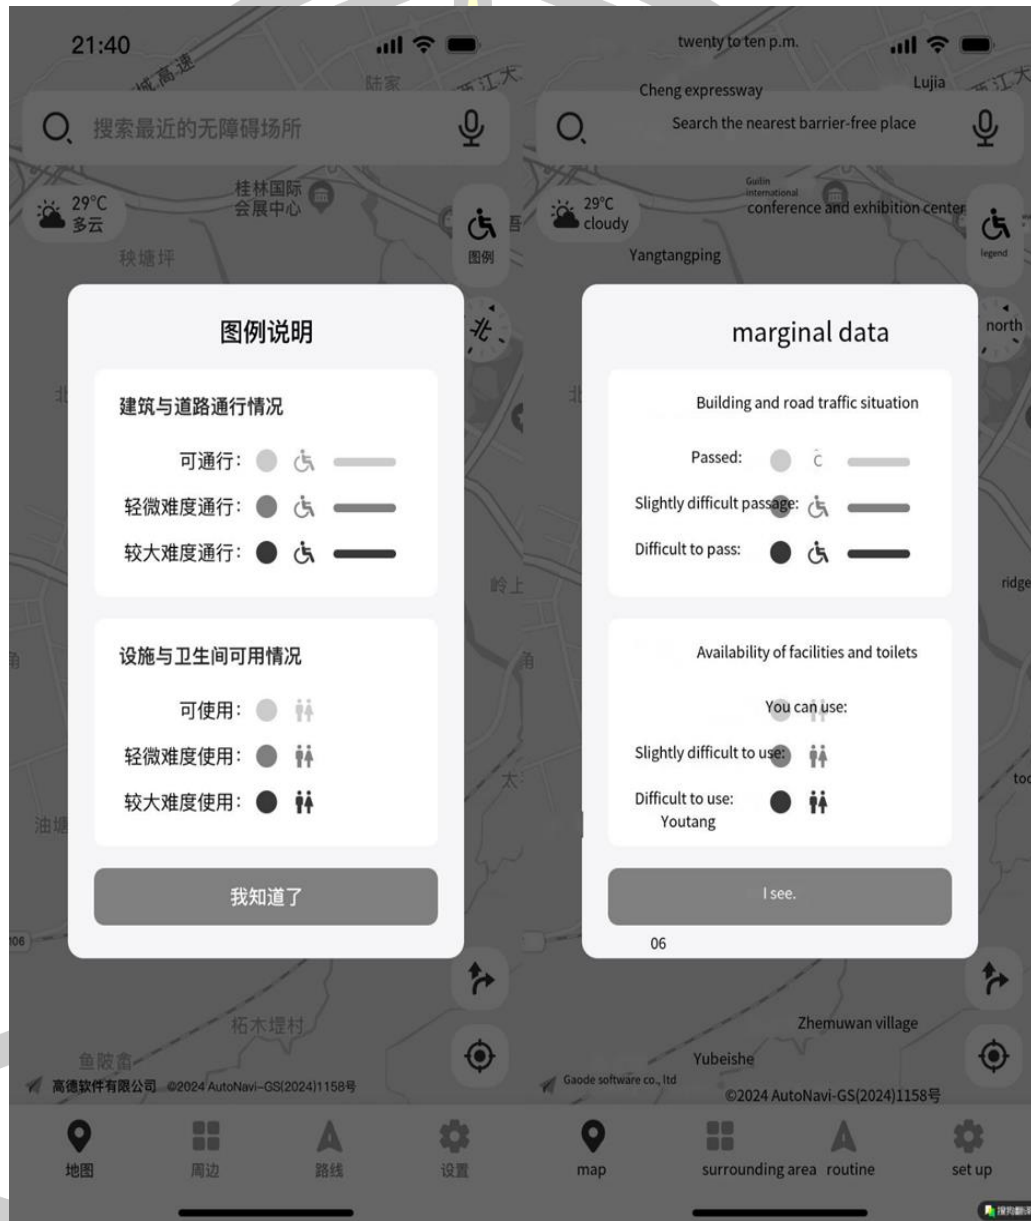 21:40
城高速
陆家
西江大
搜索最近的无障碍场所
29°C
多云
桂林国际
会展中心
图例
秧塘坪
北
图例说明
建筑与道路通行情况
可通行：
轻微难度通行：
较大难度通行：
岭上
设施与卫生间可用情况
可使用：
轻微难度使用：
较大难度使用：
太
油塘
我知道了
柘木堤村
鱼陂
高德软件有限公司 ©2024 AutoNavi-GS(2024)1158号
地图 周边 路线 设置
twenty to ten p.m.
Cheng expressway
Lujia
西江大
Search the nearest barrier-free place
29°C
cloudy
Guilin
international
conference and exhibition center
legend
Yangtangping
north
marginal data
Building and road traffic situation
Passed:
c
Slightly difficult passage:
Difficult to pass:
ridge
Availability of facilities and toilets
You can use:
Slightly difficult to use:
Difficult to use:
Youtang
too
I see.
06
Zhemuwan village
Yubeishe
Gaode software co., ltd
©2024 AutoNavi-GS(2024)1158号
map surrounding area routine set up